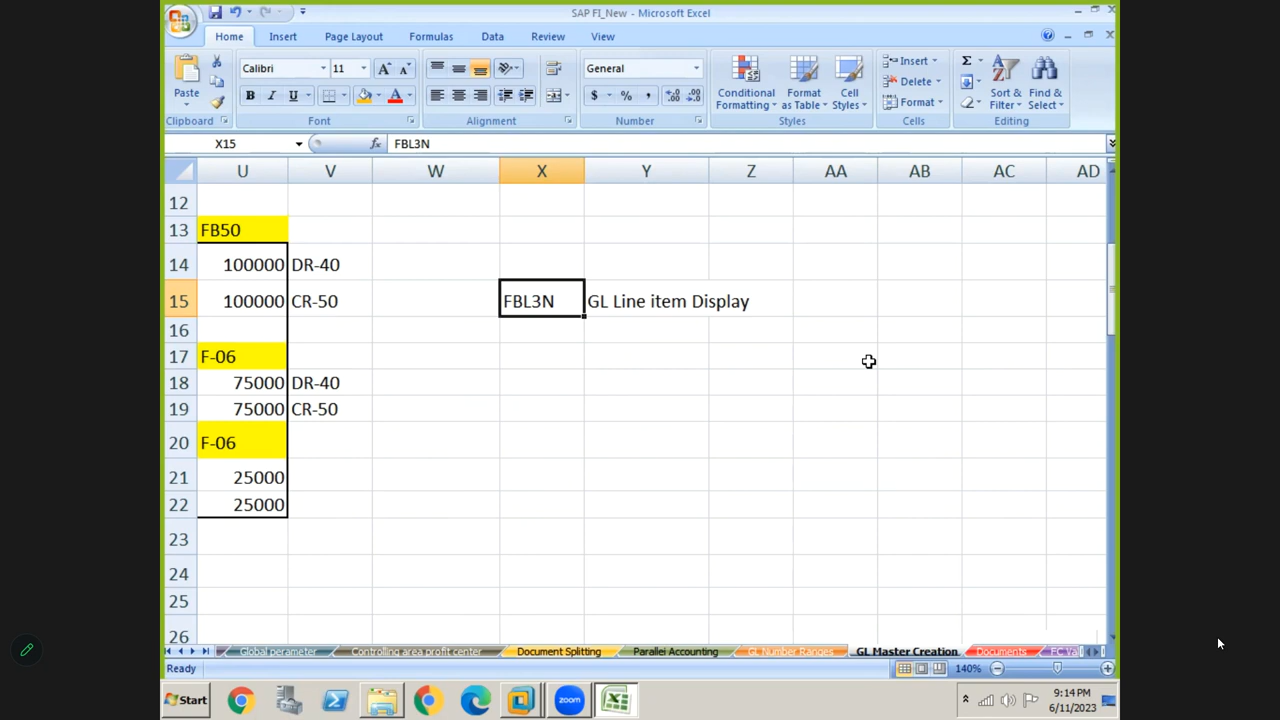 SAP FI_New - Microsoft Excel
Home Insert Page Layout Formulas Data Review View
Paste
Calibri 11 A A
B I U A
General
$ % ,
Conditional Formatting
Format as Table
Cell Styles
Insert
Delete
Format
Σ
Sort & Filter
Find & Select
Clipboard Font Alignment Number Styles Cells Editing
X15 fx FBL3N
U V W X Y Z AA AB AC AD
12
13 FB50
14 100000 DR-40
15 100000 CR-50 FBL3N GL Line item Display
16
17 F-06
18 75000 DR-40
19 75000 CR-50
20 F-06
21 25000
22 25000
23
24
25
26
Global perameter Controlling area profit center Document Splitting Parallel Accounting GL Number Ranges GL Master Creation Documents FC Va
Ready 140%
Start zoom 9:14 PM
6/11/2023